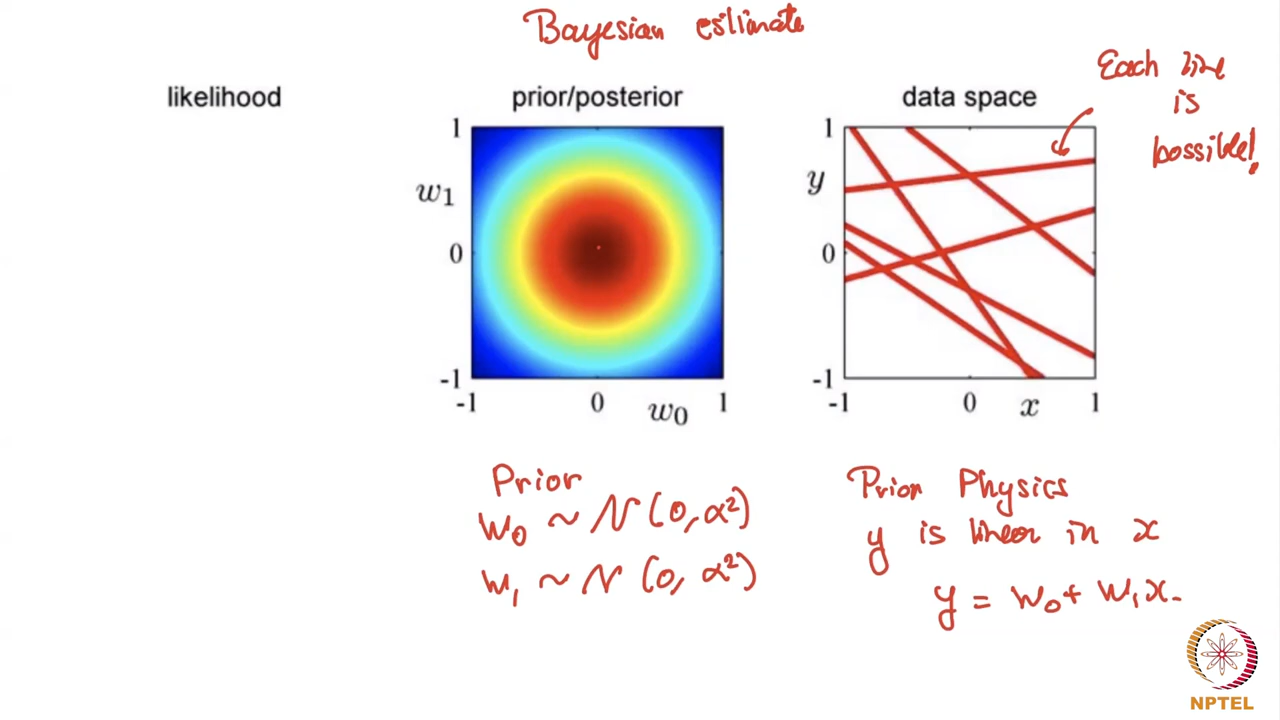 Bayesian estimate
Each line
is
possible!
likelihood
prior/posterior
data space
1
w1
0
-1
-1 0 w0 1
1
y
0
-1
-1 0 x 1
Prior
w0 ~ N (0, α²)
w1 ~ N (0, α²)
Prior Physics
y is linear in x
y = w0 + w1x.
NPTEL